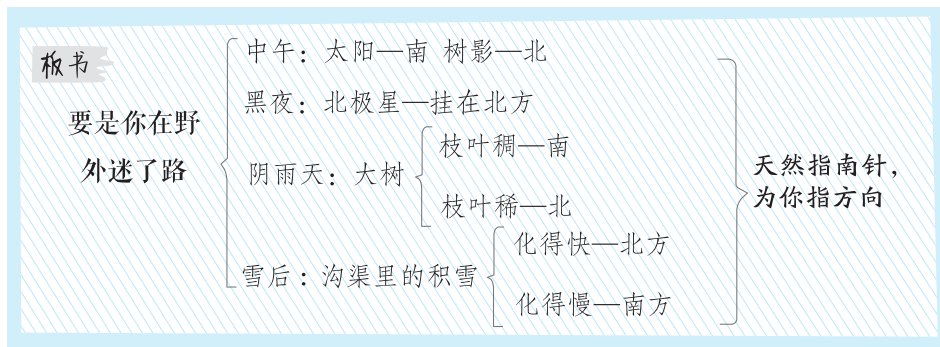 板书
要是你在野
外迷了路
中午：太阳—南 树影—北
黑夜：北极星—挂在北方
阴雨天：大树
枝叶稠—南
枝叶稀—北
雪后：沟渠里的积雪
化得快—北方
化得慢—南方
天然指南针，
为你指方向